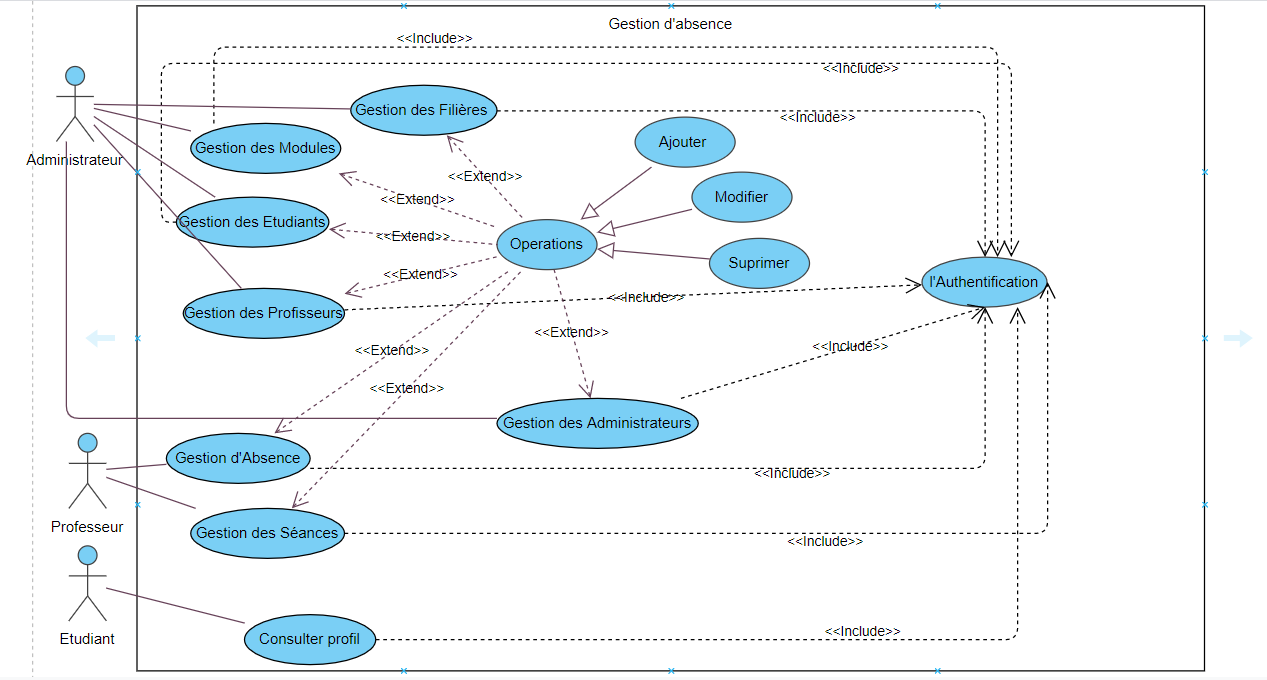 Gestion d'absence
<<Include>>
<<Include>>
Gestion des Filières
<<Include>>
Ajouter
Gestion des Modules
Administrateur
<<Extend>>
Modifier
<<Extend>>
Gestion des Etudiants
<<Extend>>
Operations
Suprimer
<<Extend>>
l'Authentification
<<Include>>
Gestion des Profisseurs
<<Extend>>
<<Extend>>
<<Include>>
<<Extend>>
Gestion des Administrateurs
Gestion d'Absence
<<Include>>
Professeur
Gestion des Séances
<<Include>>
Etudiant
Consulter profil
<<Include>>